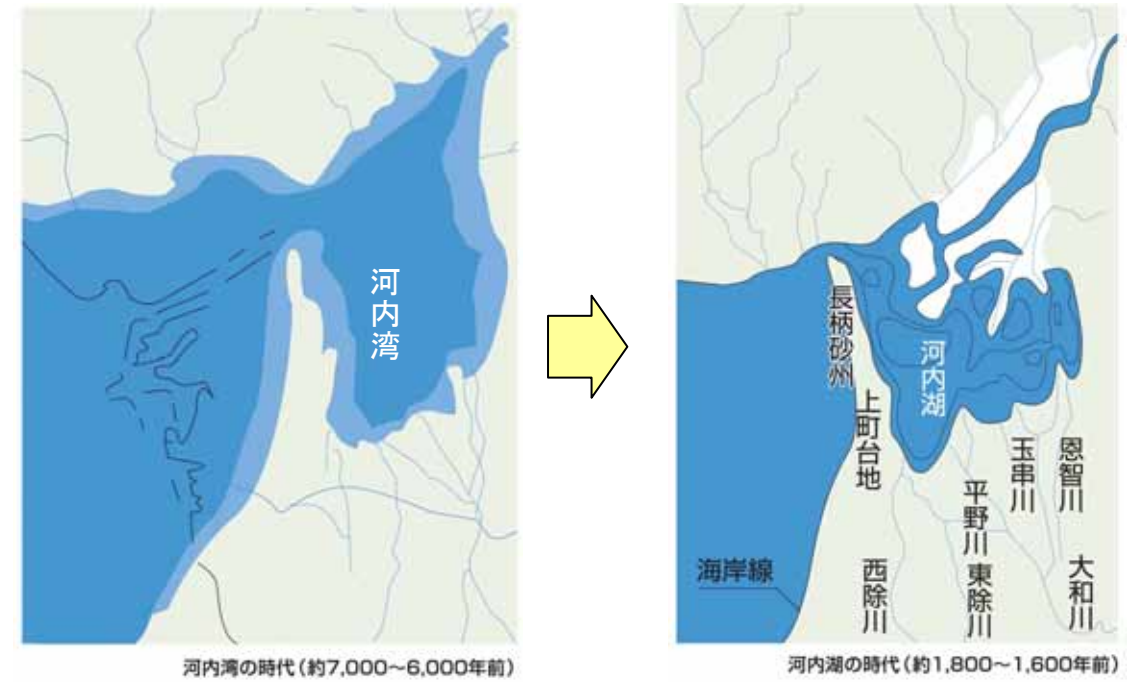 河内湾
河内湾の時代（約7,000～6,000年前）
長柄砂州
河内湖
上町台地
玉串川
恩智川
平野川
海岸線
西除川
東除川
大和川
河内湖の時代（約1,800～1,600年前）